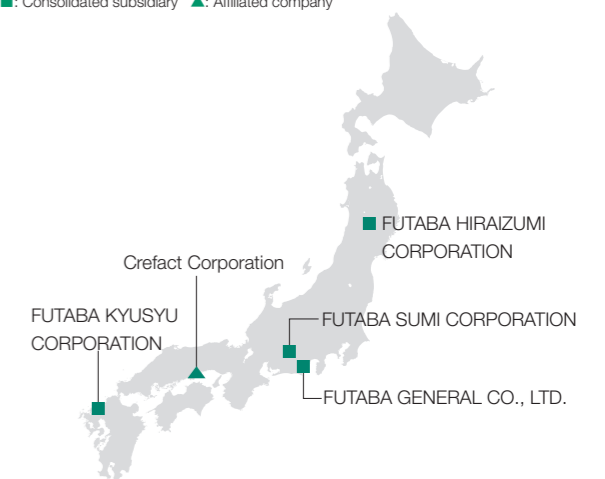 ■: Consolidated subsidiary ▲: Affiliated company
FUTABA HIRAIZUMI
CORPORATION
Crefact Corporation
FUTABA KYUSYU
CORPORATION
FUTABA SUMI CORPORATION
FUTABA GENERAL CO., LTD.